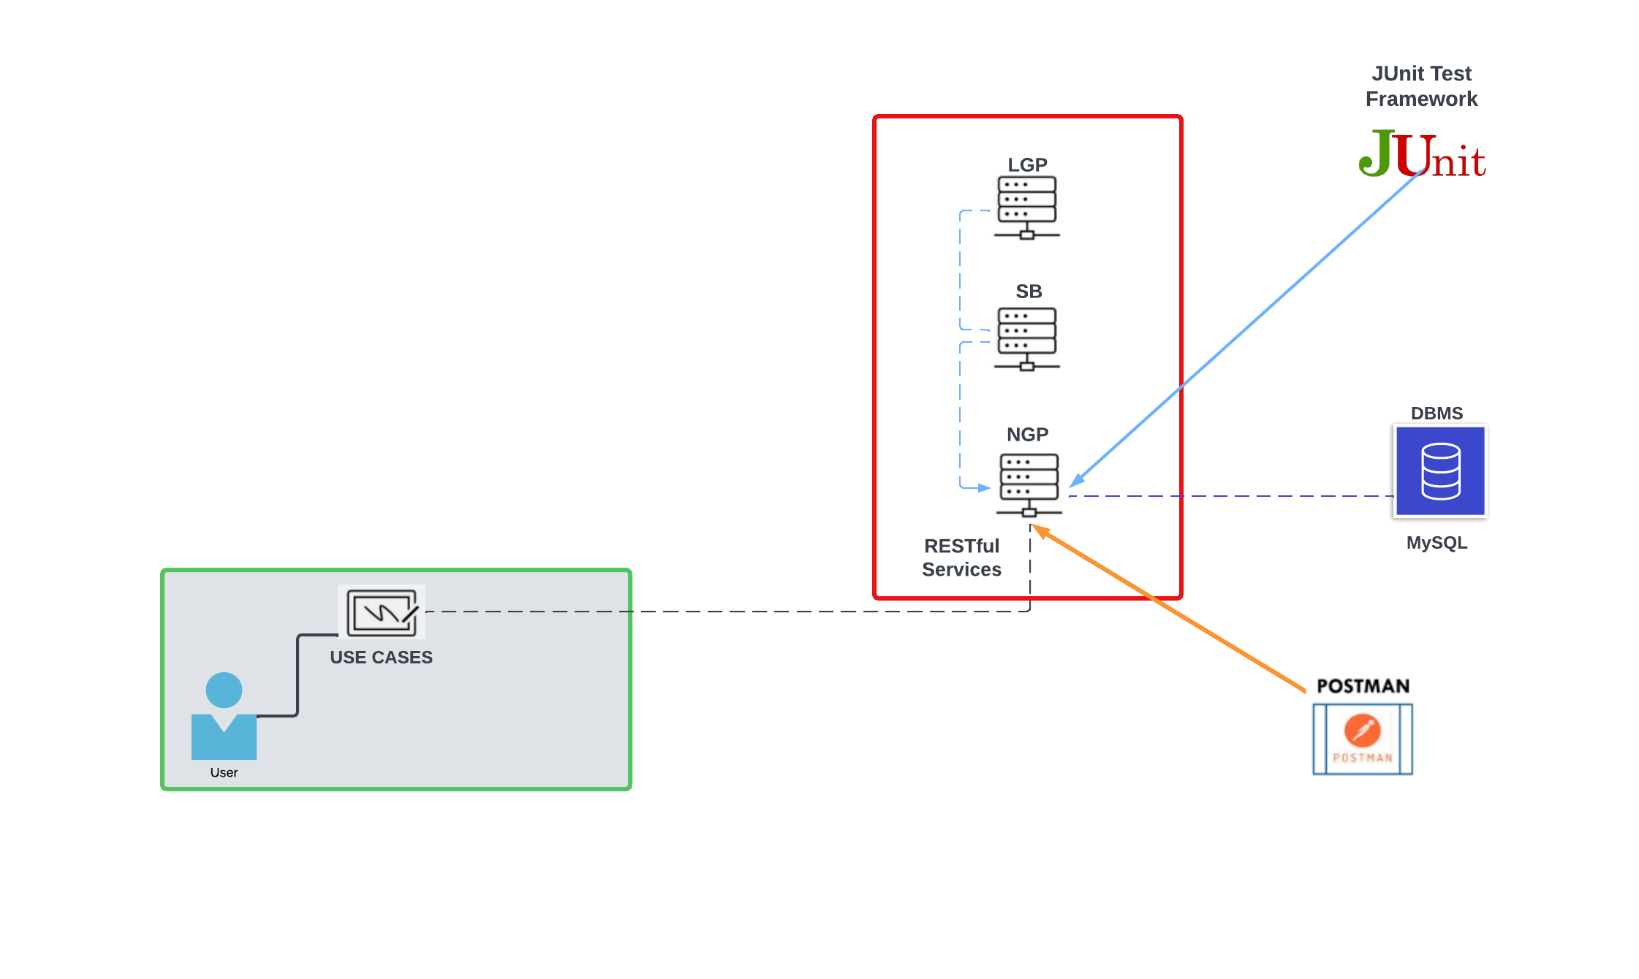 JUnit Test
Framework
JUnit
LGP
SB
NGP
RESTful
Services
DBMS
MySQL
USE CASES
User
POSTMAN
POSTMAN